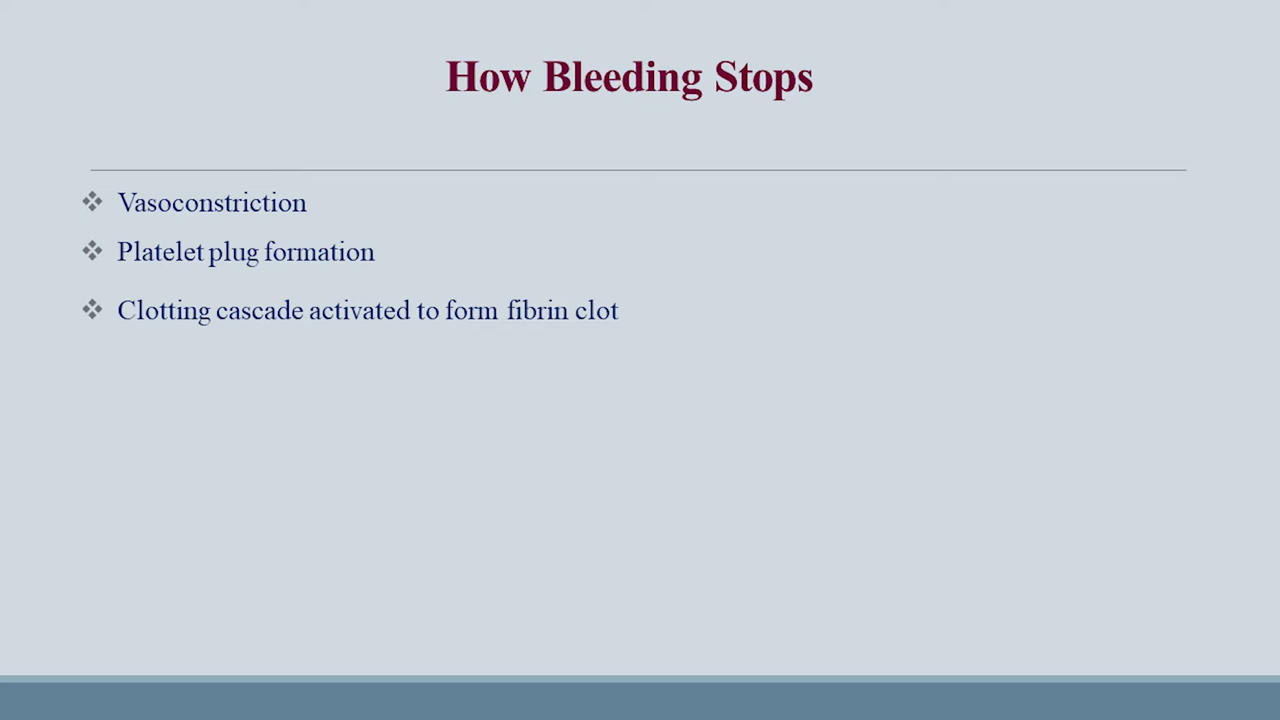 How Bleeding Stops
Vasoconstriction
Platelet plug formation
Clotting cascade activated to form fibrin clot